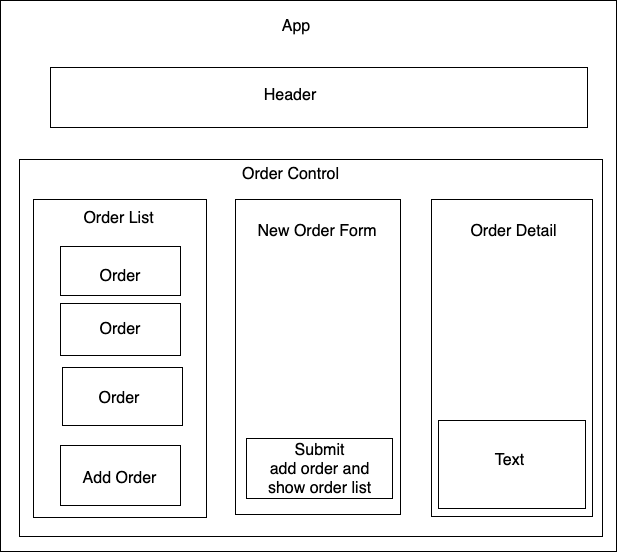 App
Header
Order Control
Order List
Order
Order
Order
Add Order
New Order Form
Submit
add order and
show order list
Order Detail
Text